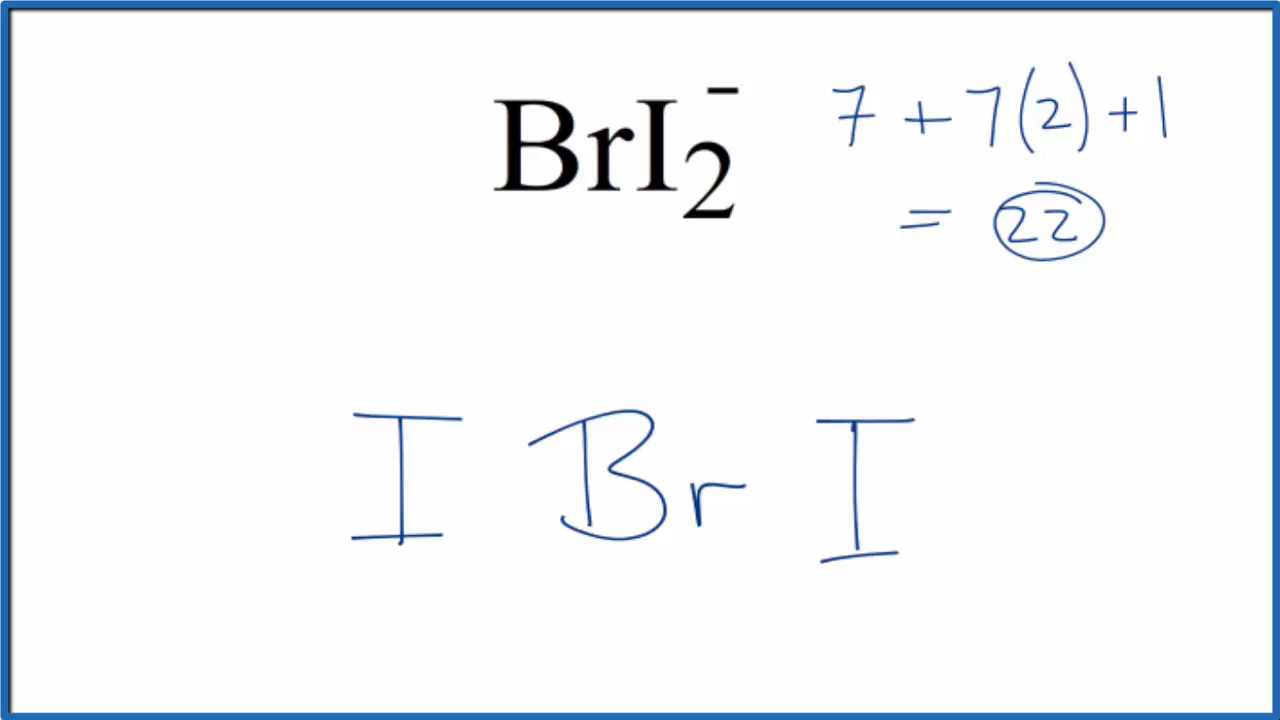 BrI₂⁻ 7 + 7(2) + 1
= 22
I Br I